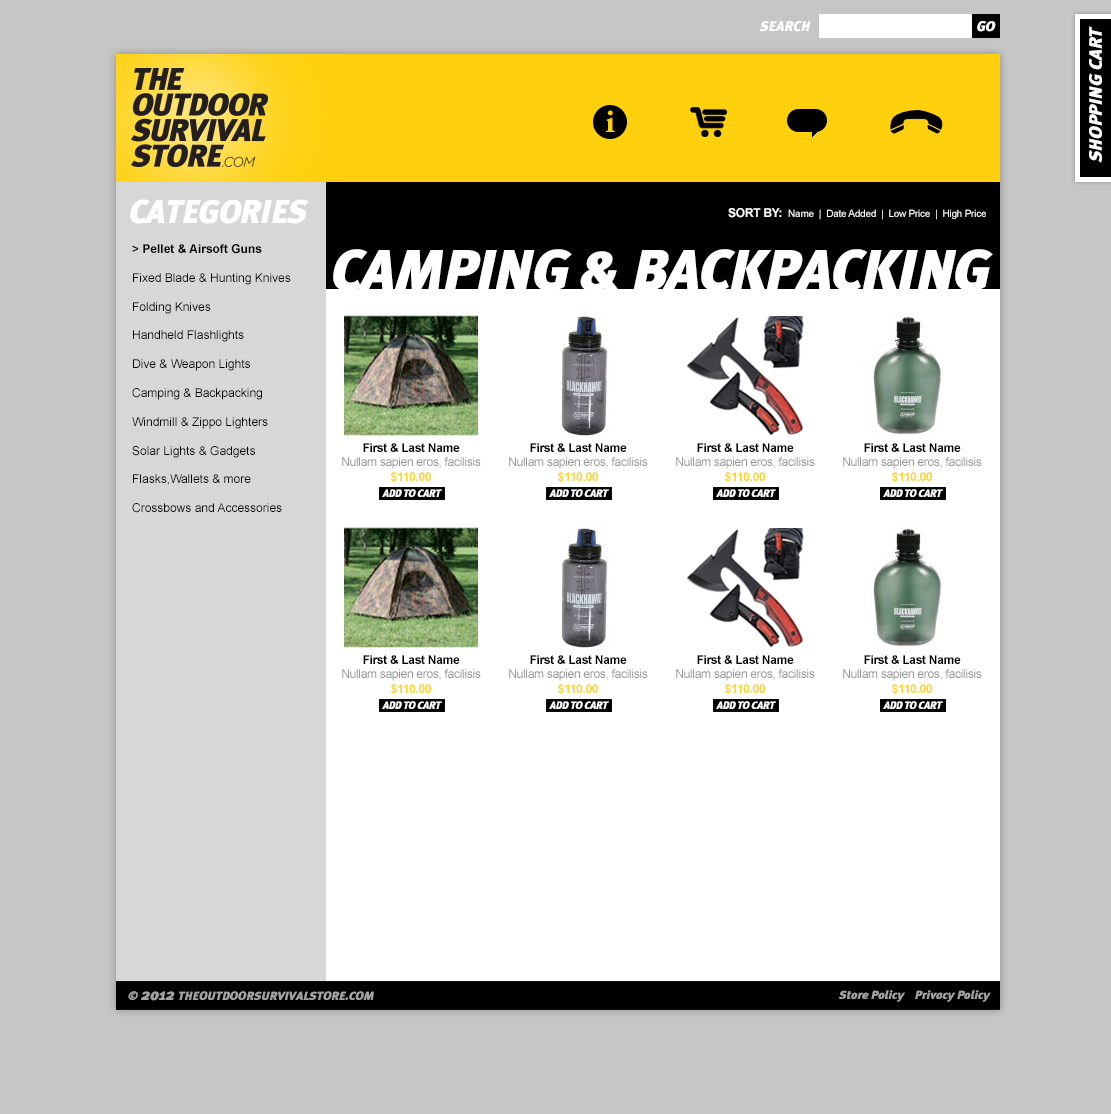 SEARCH
GO
SHOPPING CART
THE
OUTDOOR
SURVIVAL
STORE.COM
i
CATEGORIES
> Pellet & Airsoft Guns
Fixed Blade & Hunting Knives
Folding Knives
Handheld Flashlights
Dive & Weapon Lights
Camping & Backpacking
Windmill & Zippo Lighters
Solar Lights & Gadgets
Flasks,Wallets & more
Crossbows and Accessories
SORT BY: Name | Date Added | Low Price | High Price
CAMPING & BACKPACKING
BLACKHAWK!
BLACKHAWK!
First & Last Name First & Last Name First & Last Name First & Last Name
Nullam sapien eros, facilisis Nullam sapien eros, facilisis Nullam sapien eros, facilisis Nullam sapien eros, facilisis
$110.00 $110.00 $110.00 $110.00
ADD TO CART ADD TO CART ADD TO CART ADD TO CART
BLACKHAWK!
BLACKHAWK!
First & Last Name First & Last Name First & Last Name First & Last Name
Nullam sapien eros, facilisis Nullam sapien eros, facilisis Nullam sapien eros, facilisis Nullam sapien eros, facilisis
$110.00 $110.00 $110.00 $110.00
ADD TO CART ADD TO CART ADD TO CART ADD TO CART
© 2012 THEOUTDOORSURVIVALSTORE.COM
Store Policy Privacy Policy